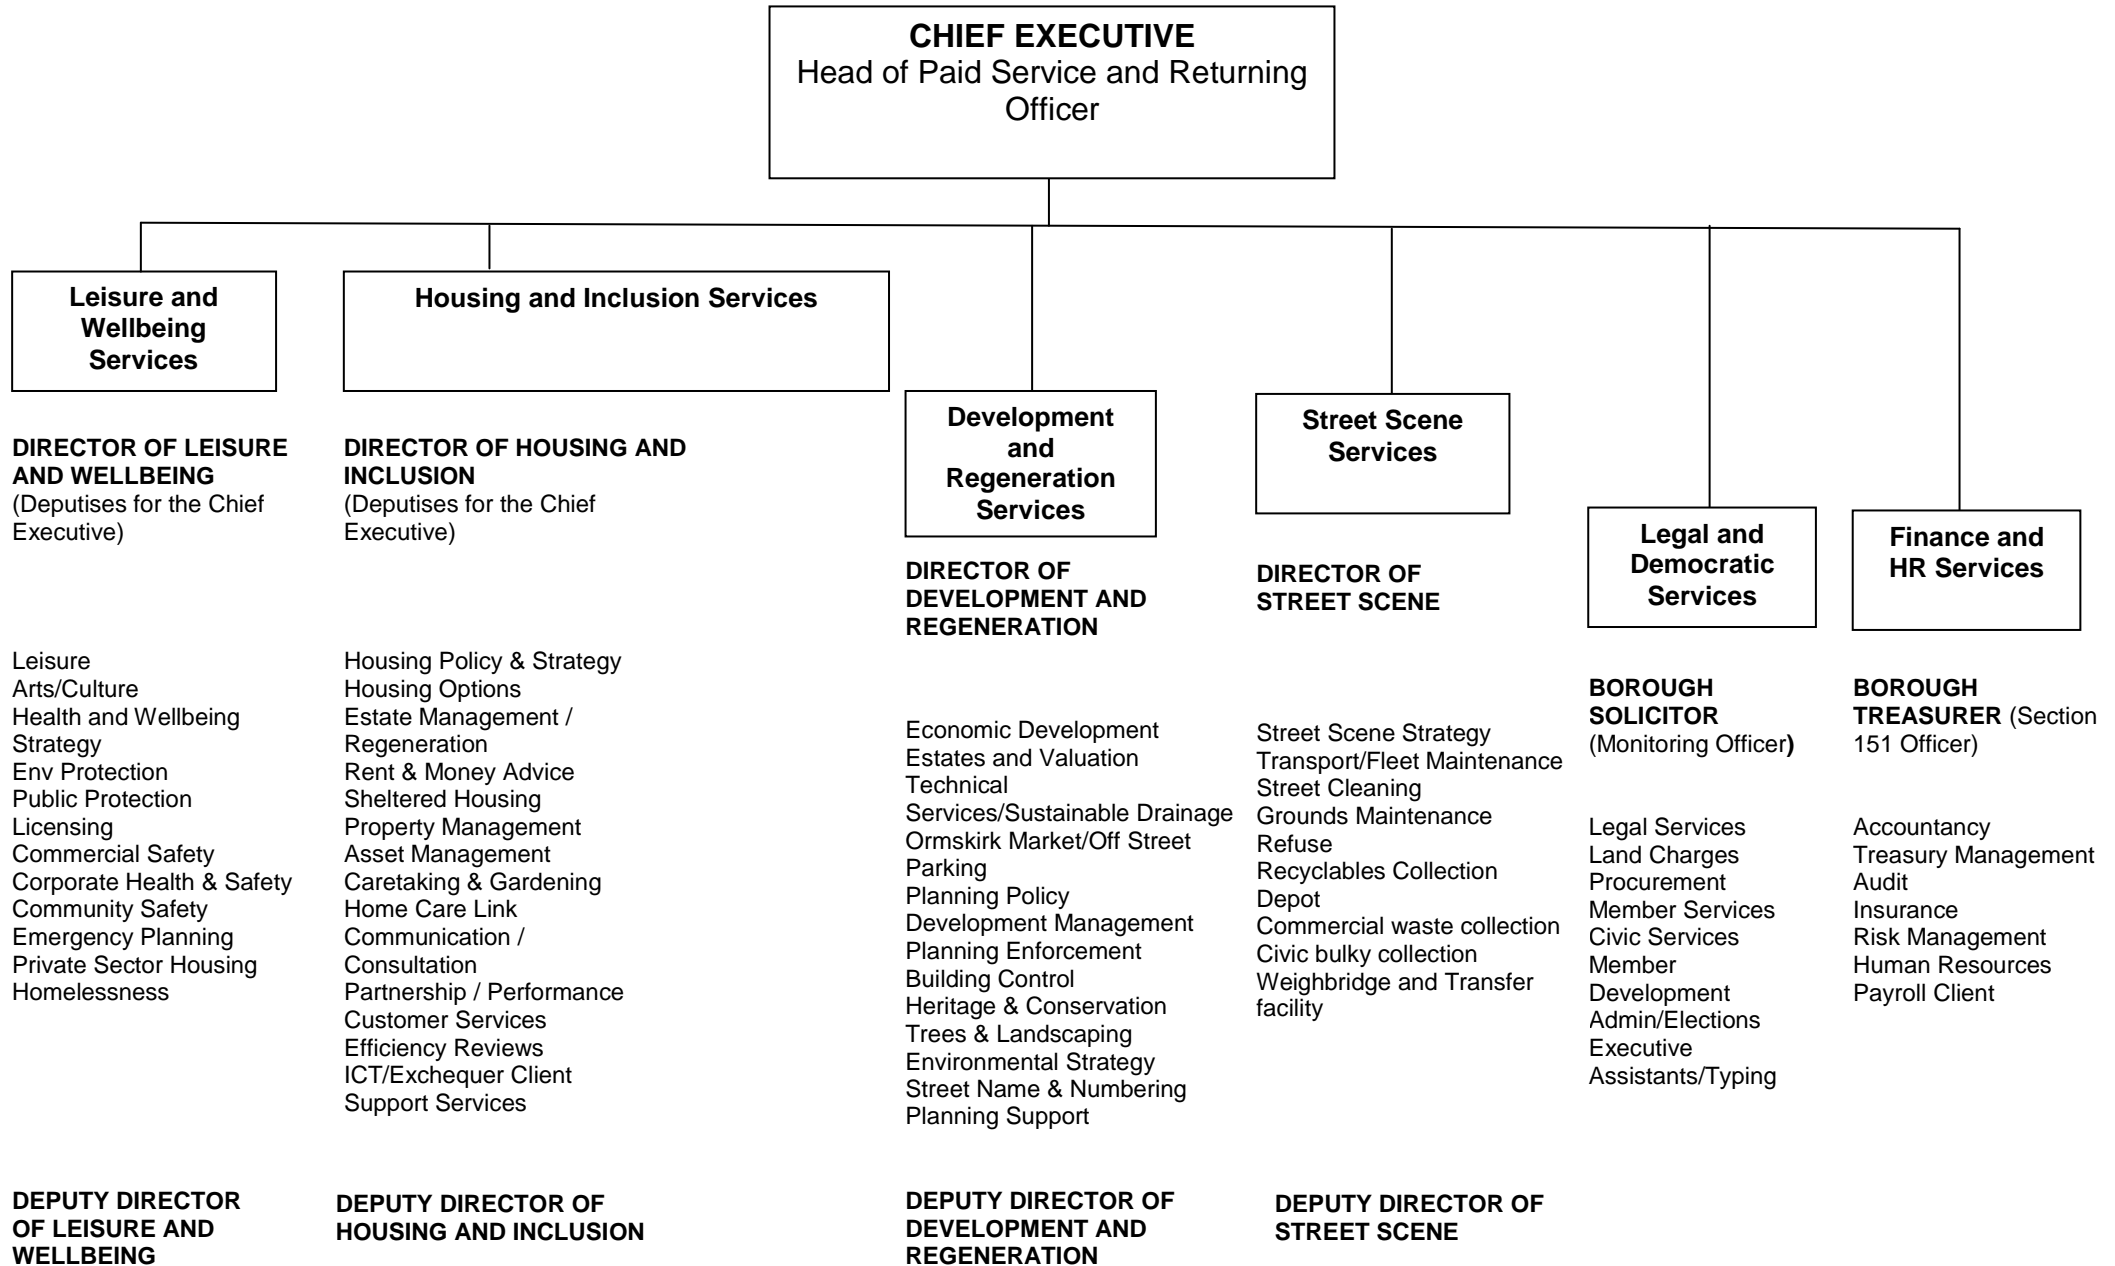 CHIEF EXECUTIVE
Head of Paid Service and Returning
Officer
Leisure and
Wellbeing
Services
DIRECTOR OF LEISURE
AND WELLBEING
(Deputises for the Chief
Executive)
Leisure
Arts/Culture
Health and Wellbeing
Strategy
Env Protection
Public Protection
Licensing
Commercial Safety
Corporate Health & Safety
Community Safety
Emergency Planning
Private Sector Housing
Homelessness
DEPUTY DIRECTOR
OF LEISURE AND
WELLBEING
Housing and Inclusion Services
DIRECTOR OF HOUSING AND
INCLUSION
(Deputises for the Chief
Executive)
Housing Policy & Strategy
Housing Options
Estate Management /
Regeneration
Rent & Money Advice
Sheltered Housing
Property Management
Asset Management
Caretaking & Gardening
Home Care Link
Communication /
Consultation
Partnership / Performance
Customer Services
Efficiency Reviews
ICT/Exchequer Client
Support Services
DEPUTY DIRECTOR OF
HOUSING AND INCLUSION
Development
and
Regeneration
Services
DIRECTOR OF
DEVELOPMENT AND
REGENERATION
Economic Development
Estates and Valuation
Technical
Services/Sustainable Drainage
Ormskirk Market/Off Street
Parking
Planning Policy
Development Management
Planning Enforcement
Building Control
Heritage & Conservation
Trees & Landscaping
Environmental Strategy
Street Name & Numbering
Planning Support
DEPUTY DIRECTOR OF
DEVELOPMENT AND
REGENERATION
Street Scene
Services
DIRECTOR OF
STREET SCENE
Street Scene Strategy
Transport/Fleet Maintenance
Street Cleaning
Grounds Maintenance
Refuse
Recyclables Collection
Depot
Commercial waste collection
Civic bulky collection
Weighbridge and Transfer
facility
DEPUTY DIRECTOR OF
STREET SCENE
Legal and
Democratic
Services
BOROUGH
SOLICITOR
(Monitoring Officer)
Legal Services
Land Charges
Procurement
Member Services
Civic Services
Member
Development
Admin/Elections
Executive
Assistants/Typing
Finance and
HR Services
BOROUGH
TREASURER (Section
151 Officer)
Accountancy
Treasury Management
Audit
Insurance
Risk Management
Human Resources
Payroll Client